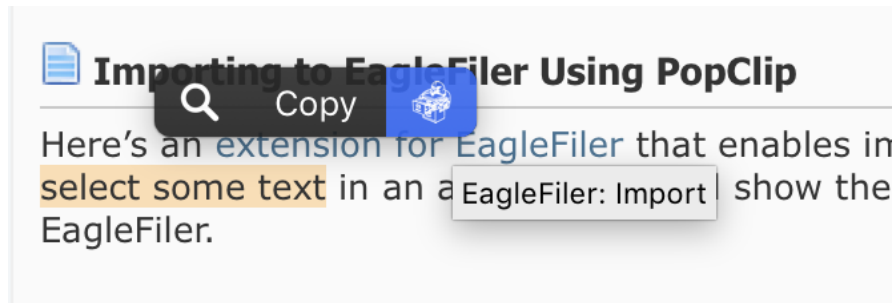 Importing to EagleFiler Using PopClip
Copy
Here’s an extension for EagleFiler that enables
select some text in an a show the
EagleFiler: Import
EagleFiler.